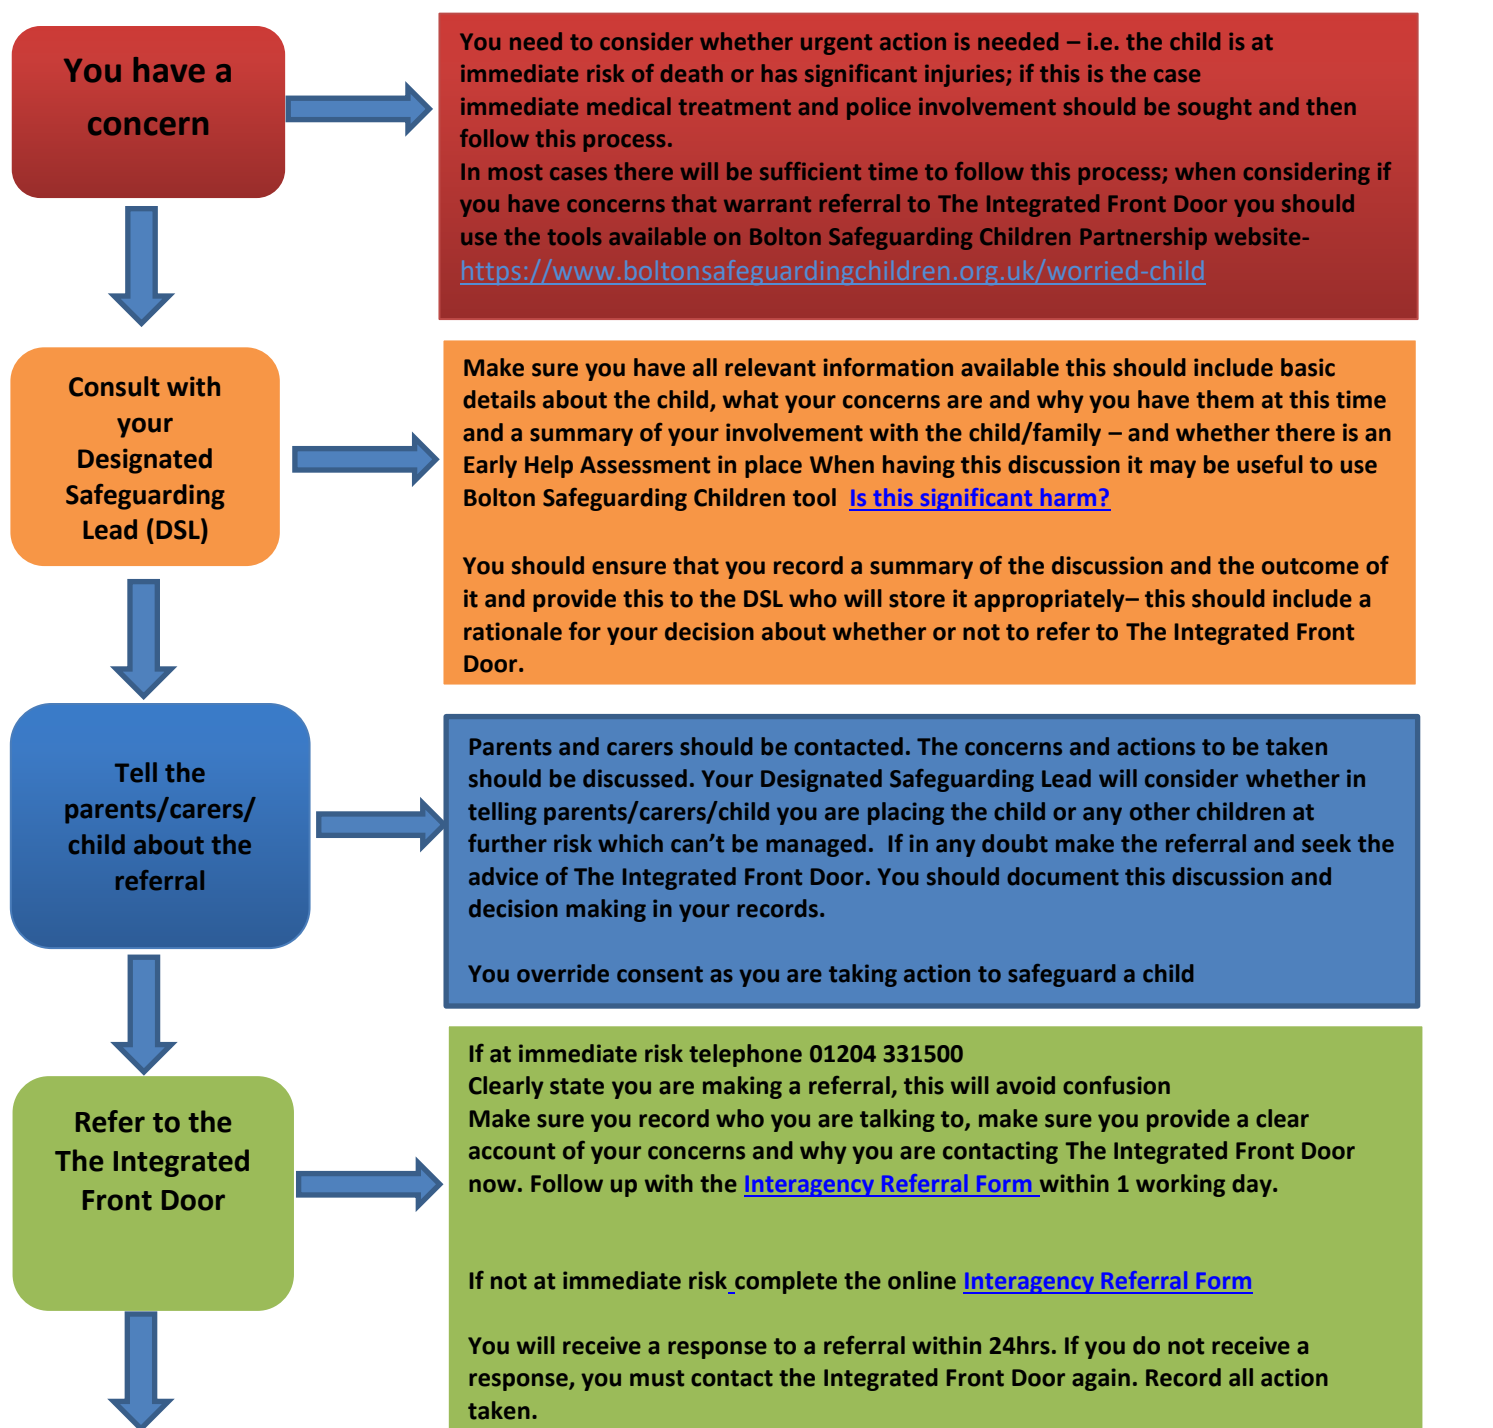 You have a
concern
You need to consider whether urgent action is needed – i.e. the child is at
immediate risk of death or has significant injuries; if this is the case
immediate medical treatment and police involvement should be sought and then
follow this process.
In most cases there will be sufficient time to follow this process; when considering if
you have concerns that warrant referral to The Integrated Front Door you should
use the tools available on Bolton Safeguarding Children Partnership website-
https://www.boltonsafeguardingchildren.org.uk/worried-child
Consult with
your
Designated
Safeguarding
Lead (DSL)
Make sure you have all relevant information available this should include basic
details about the child, what your concerns are and why you have them at this time
and a summary of your involvement with the child/family – and whether there is an
Early Help Assessment in place When having this discussion it may be useful to use
Bolton Safeguarding Children tool  Is this significant harm?
You should ensure that you record a summary of the discussion and the outcome of
it and provide this to the DSL who will store it appropriately– this should include a
rationale for your decision about whether or not to refer to The Integrated Front
Door.
Tell the
parents/carers/
child about the
referral
Parents and carers should be contacted. The concerns and actions to be taken
should be discussed. Your Designated Safeguarding Lead will consider whether in
telling parents/carers/child you are placing the child or any other children at
further risk which can’t be managed.  If in any doubt make the referral and seek the
advice of The Integrated Front Door. You should document this discussion and
decision making in your records.
You override consent as you are taking action to safeguard a child
Refer to the
The Integrated
Front Door
If at immediate risk telephone 01204 331500
Clearly state you are making a referral, this will avoid confusion
Make sure you record who you are talking to, make sure you provide a clear
account of your concerns and why you are contacting The Integrated Front Door
now. Follow up with the Interagency Referral Form within 1 working day.
If not at immediate risk complete the online Interagency Referral Form
You will receive a response to a referral within 24hrs. If you do not receive a
response, you must contact the Integrated Front Door again. Record all action
taken.